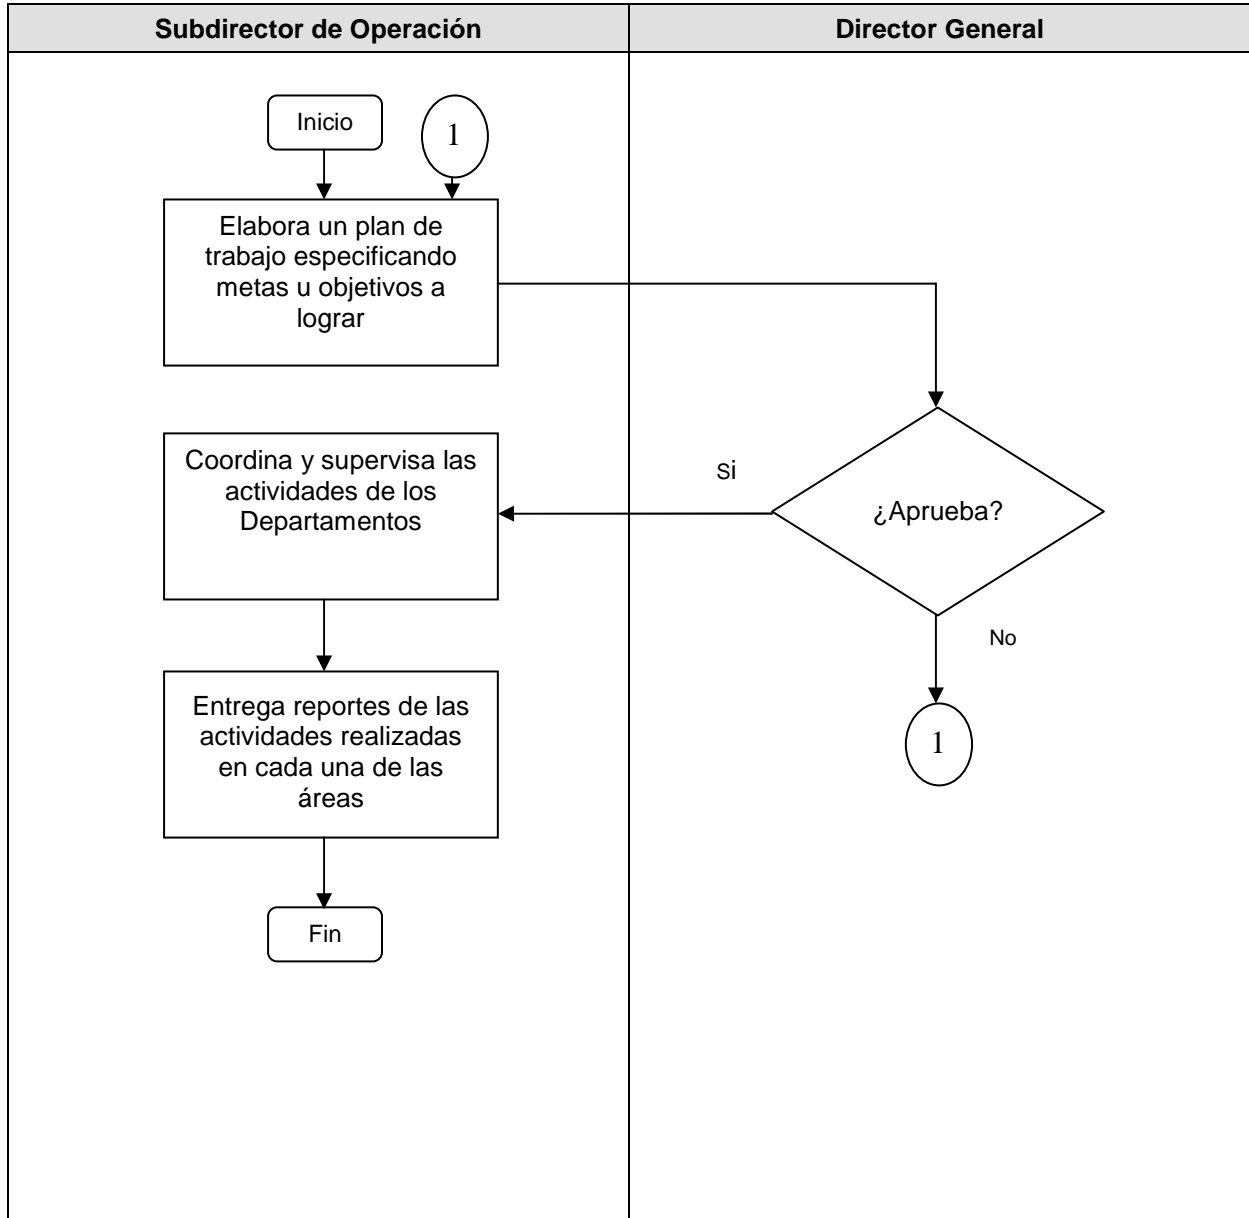 Subdirector de Operación
Director General
Inicio
1
Elabora un plan de
trabajo especificando
metas u objetivos a
lograr
Coordina y supervisa las
actividades de los
Departamentos
Si
¿Aprueba?
No
1
Entrega reportes de las
actividades realizadas
en cada una de las
áreas
Fin